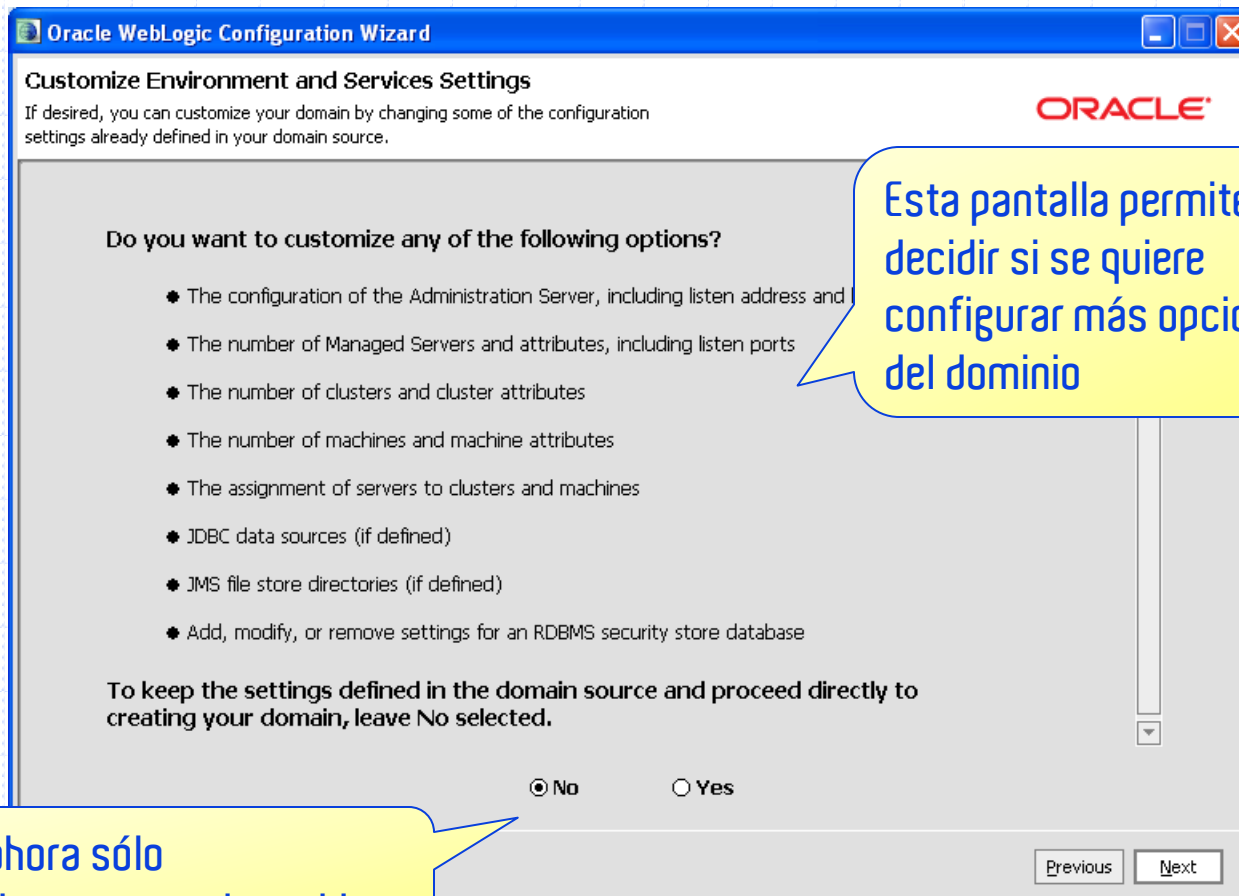 Oracle WebLogic Configuration Wizard
Customize Environment and Services Settings
If desired, you can customize your domain by changing some of the configuration
settings already defined in your domain source.
ORACLE
Esta pantalla permite
decidir si se quiere
configurar más
del dominio
Do you want to customize any of the following options?
● The configuration of the Administration Server, including listen address and
● The number of Managed Servers and attributes, including listen ports
● The number of clusters and cluster attributes
● The number of machines and machine attributes
● The assignment of servers to clusters and machines
● JDBC data sources (if defined)
● JMS file store directories (if defined)
● Add, modify, or remove settings for an RDBMS security store database
To keep the settings defined in the domain source and proceed directly to
creating your domain, leave No selected.
No Yes
ahora sólo
Previous Next